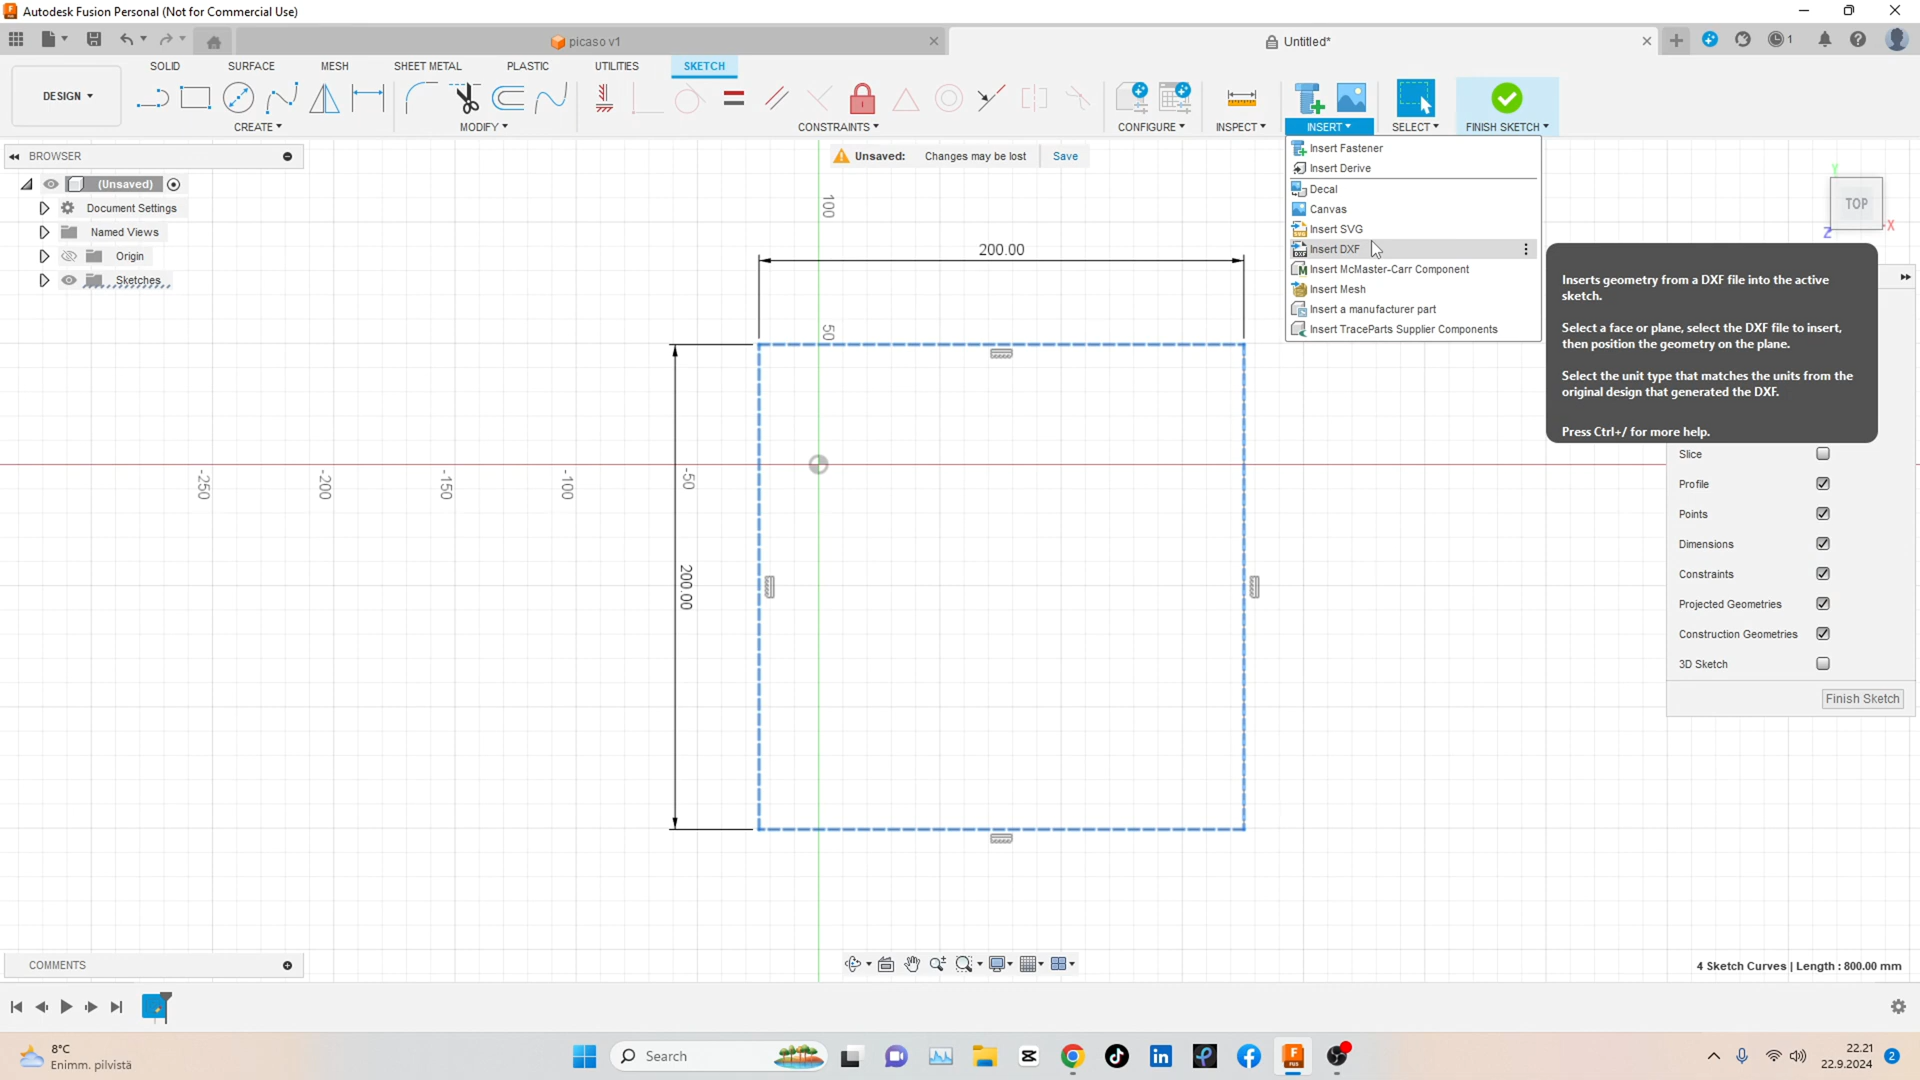 Autodesk Fusion Personal (Not for Commercial Use)
picaso v1
Untitled*
1
SOLID
SURFACE
MESH
SHEET METAL
PLASTIC
UTILITIES
SKETCH
DESIGN
CREATE
MODIFY
CONSTRAINTS
CONFIGURE
INSPECT
INSERT
SELECT
FINISH SKETCH
BROWSER
Unsaved:
Changes may be lost
Save
(Unsaved)
Document Settings
Named Views
Origin
Sketches
Insert Fastener
Insert Derive
Decal
Canvas
Insert SVG
Insert DXF
Insert McMaster-Carr Component
Insert Mesh
Insert a manufacturer part
Insert TraceParts Supplier Components
Inserts geometry from a DXF file into the active
sketch.
Select a face or plane, select the DXF file to insert,
then position the geometry on the plane.
Select the unit type that matches the units from the
original design that generated the DXF.
Press Ctrl+/ for more help.
Y
TOP
X
Z
100
200.00
50
-250
-200
-150
-100
-50
200.00
Slice
Profile
Points
Dimensions
Constraints
Projected Geometries
Construction Geometries
3D Sketch
Finish Sketch
COMMENTS
4 Sketch Curves | Length : 800.00 mm
8°C
Enimm. pilvistä
Search
22.21
22.9.2024
2